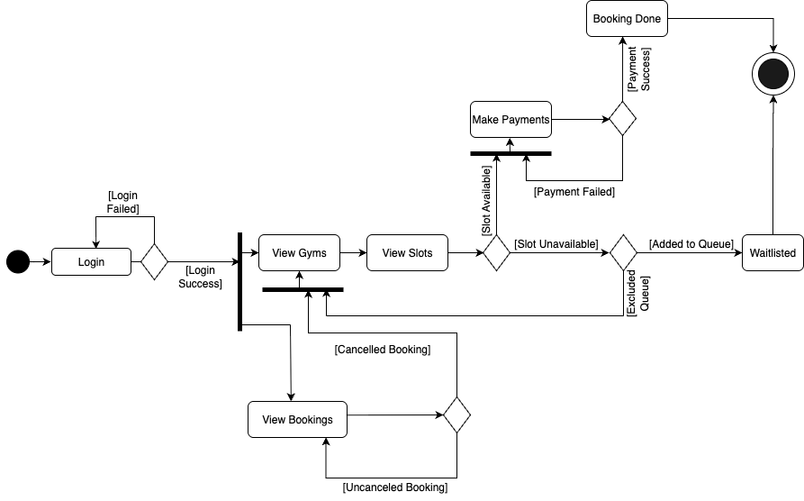 Booking Done
[Payment
Success]
Make Payments
[Payment Failed]
[Slot Available]
[Login
Failed]
Login
[Login
Success]
View Gyms
View Slots
[Slot Unavailable]
[Added to Queue]
Waitlisted
[Excluded
Queue]
[Cancelled Booking]
View Bookings
[Uncanceled Booking]